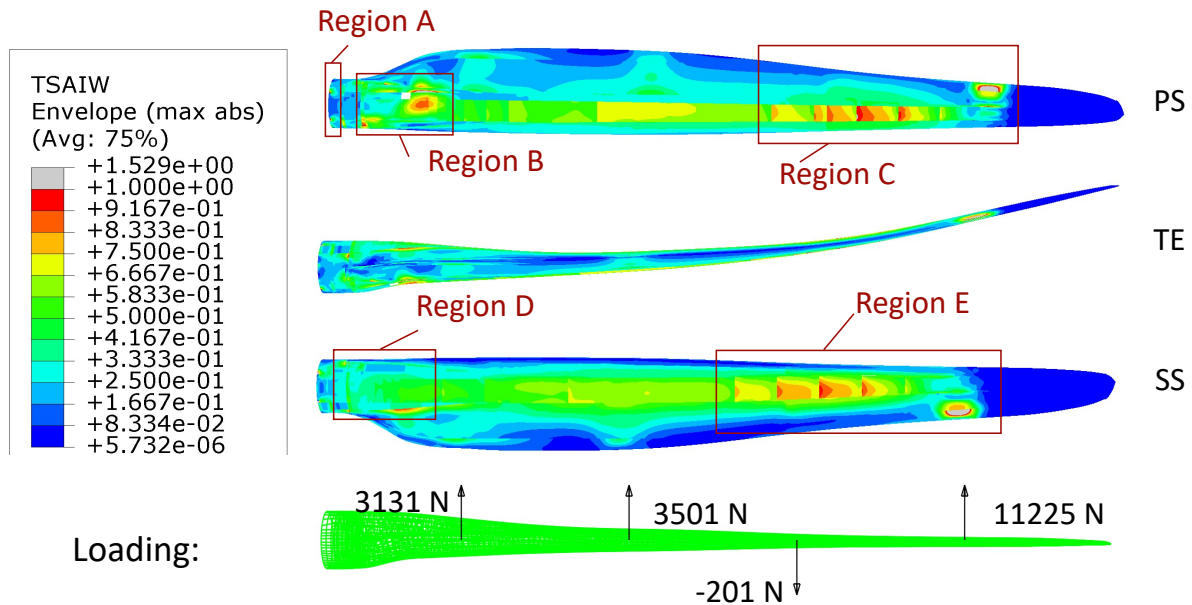 Region A
TSAIW
Envelope (max abs)
(Avg: 75%)
+1.529e+00
+1.000e+00
+9.167e-01
+8.333e-01
+7.500e-01
+6.667e-01
+5.833e-01
+5.000e-01
+4.167e-01
+3.333e-01
+2.500e-01
+1.667e-01
+8.334e-02
+5.732e-06
PS
Region B
Region C
TE
Region D
Region E
SS
Loading:
3131 N
3501 N
11225 N
-201 N